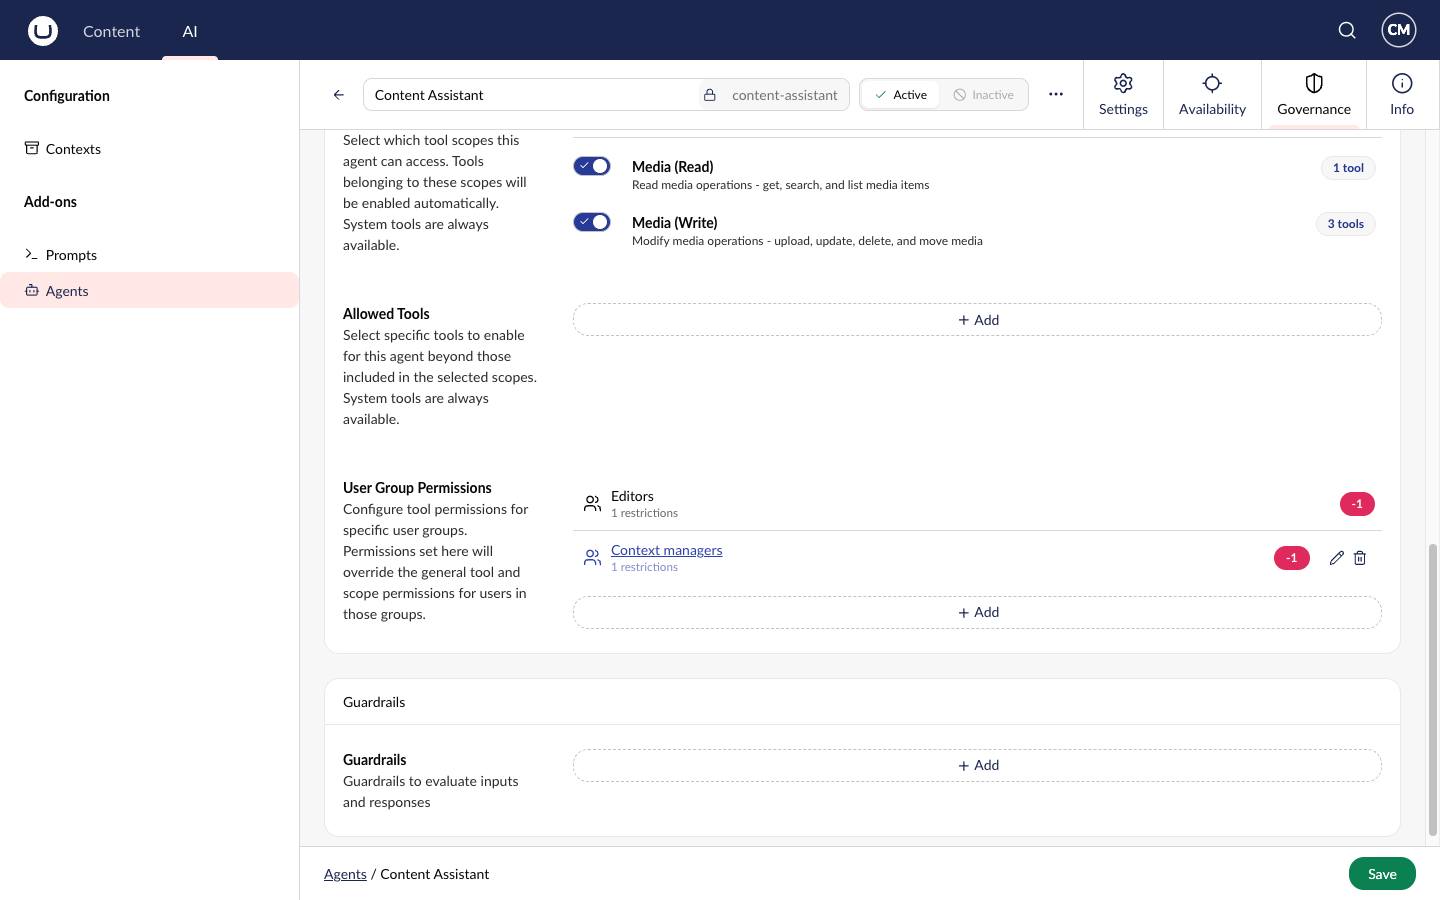 Content
AI
CM
Configuration
Contexts
Add-ons
Prompts
Agents
Content Assistant
content-assistant
Active
Inactive
Settings
Availability
Governance
Info
Select which tool scopes this
agent can access. Tools
belonging to these scopes will
be enabled automatically.
System tools are always
available.
Media (Read)
Read media operations - get, search, and list media items
1 tool
Media (Write)
Modify media operations - upload, update, delete, and move media
3 tools
Allowed Tools
Select specific tools to enable
for this agent beyond those
included in the selected scopes.
System tools are always
available.
+ Add
User Group Permissions
Configure tool permissions for
specific user groups.
Permissions set here will
override the general tool and
scope permissions for users in
those groups.
Editors
1 restrictions
-1
Context managers
1 restrictions
-1
+ Add
Guardrails
Guardrails
Guardrails to evaluate inputs
and responses
+ Add
Agents / Content Assistant
Save